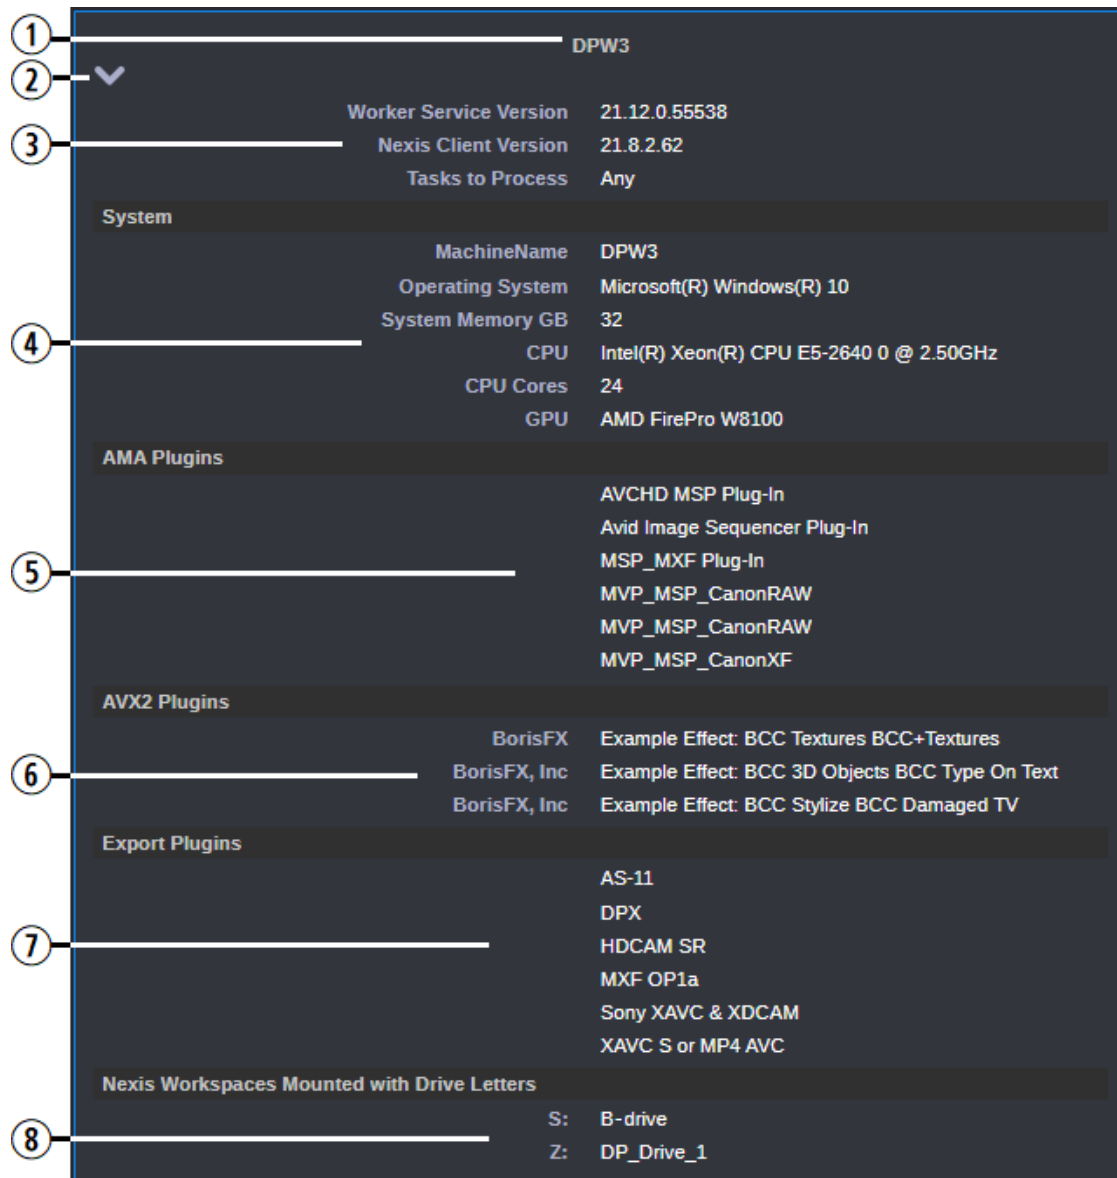 1 DPW3
2
Worker Service Version 21.12.0.55538
3 Nexis Client Version 21.8.2.62
Tasks to Process Any
System
MachineName DPW3
Operating System Microsoft(R) Windows(R) 10
System Memory GB 32
4
CPU Intel(R) Xeon(R) CPU E5-2640 0 @ 2.50GHz
CPU Cores 24
GPU AMD FirePro W8100
AMA Plugins
AVCHD MSP Plug-In
Avid Image Sequencer Plug-In
5 MSP_MXF Plug-In
MVP_MSP_CanonRAW
MVP_MSP_CanonRAW
MVP_MSP_CanonXF
AVX2 Plugins
BorisFX Example Effect: BCC Textures BCC+Textures
6 BorisFX, Inc Example Effect: BCC 3D Objects BCC Type On Text
BorisFX, Inc Example Effect: BCC Stylize BCC Damaged TV
Export Plugins
AS-11
DPX
7 HDCAM SR
MXF OP1a
Sony XAVC & XDCAM
XAVC S or MP4 AVC
Nexis Workspaces Mounted with Drive Letters
S: B-drive
8
Z: DP_Drive_1